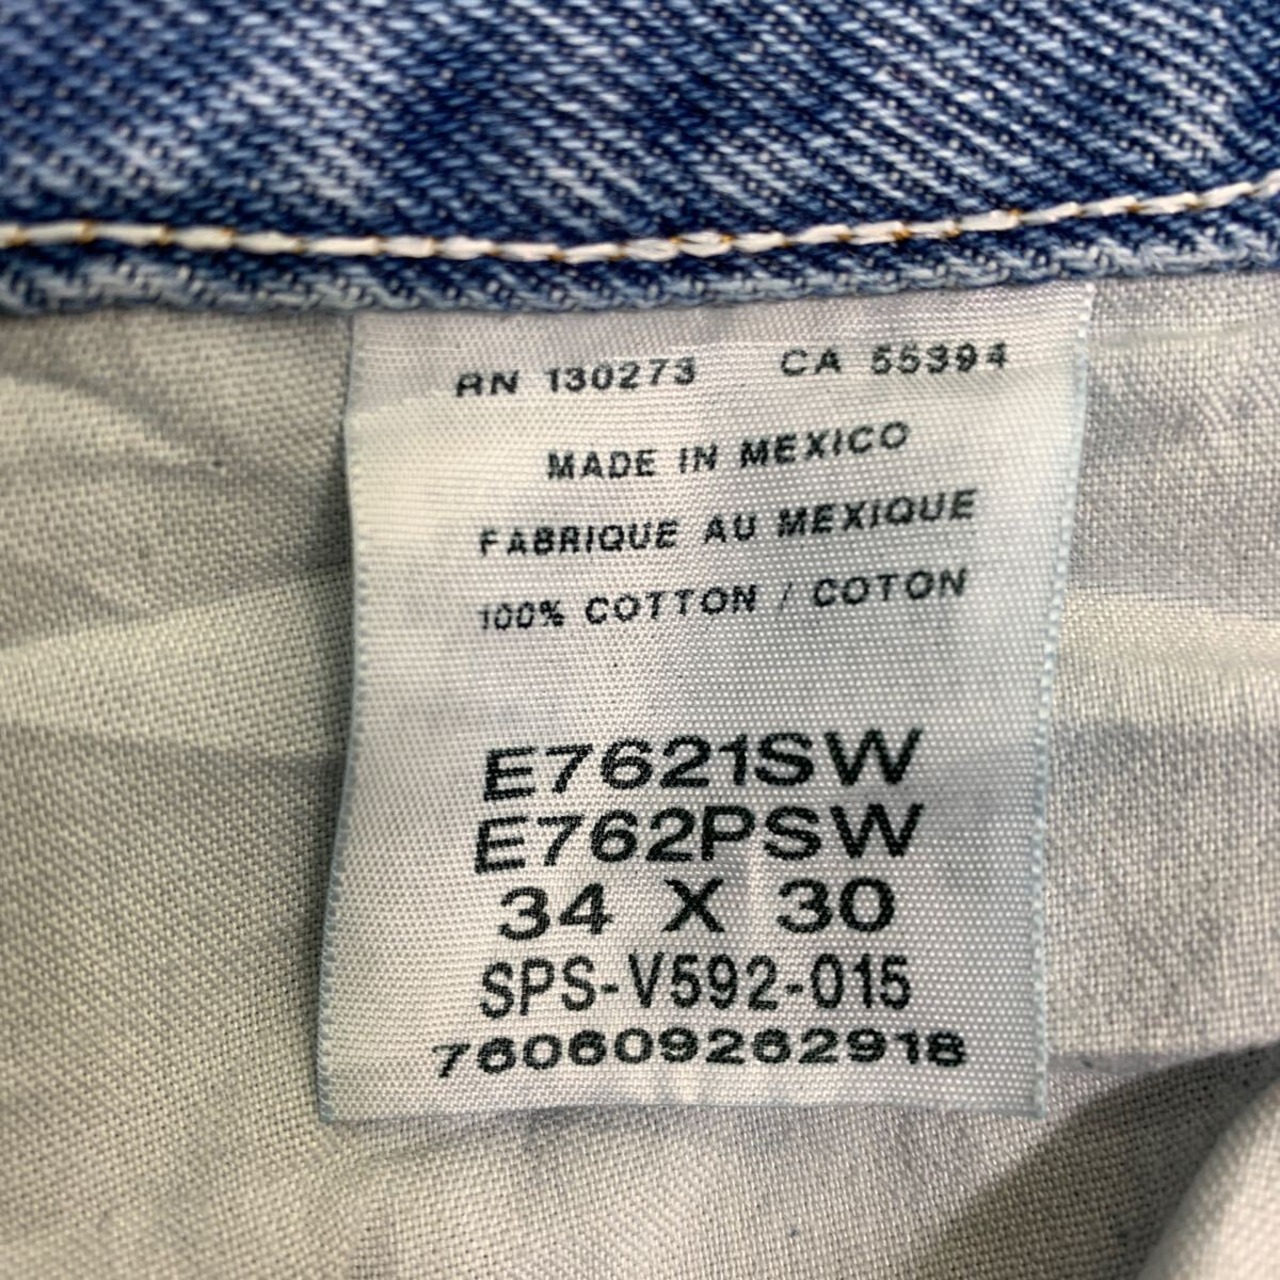 RN 130273 CA 55394
MADE IN MEXICO
FABRIQUE AU MEXIQUE
100% COTTON / COTON
E7621SW
E762PSW
34 X 30
SPS-V592-015
760609262918